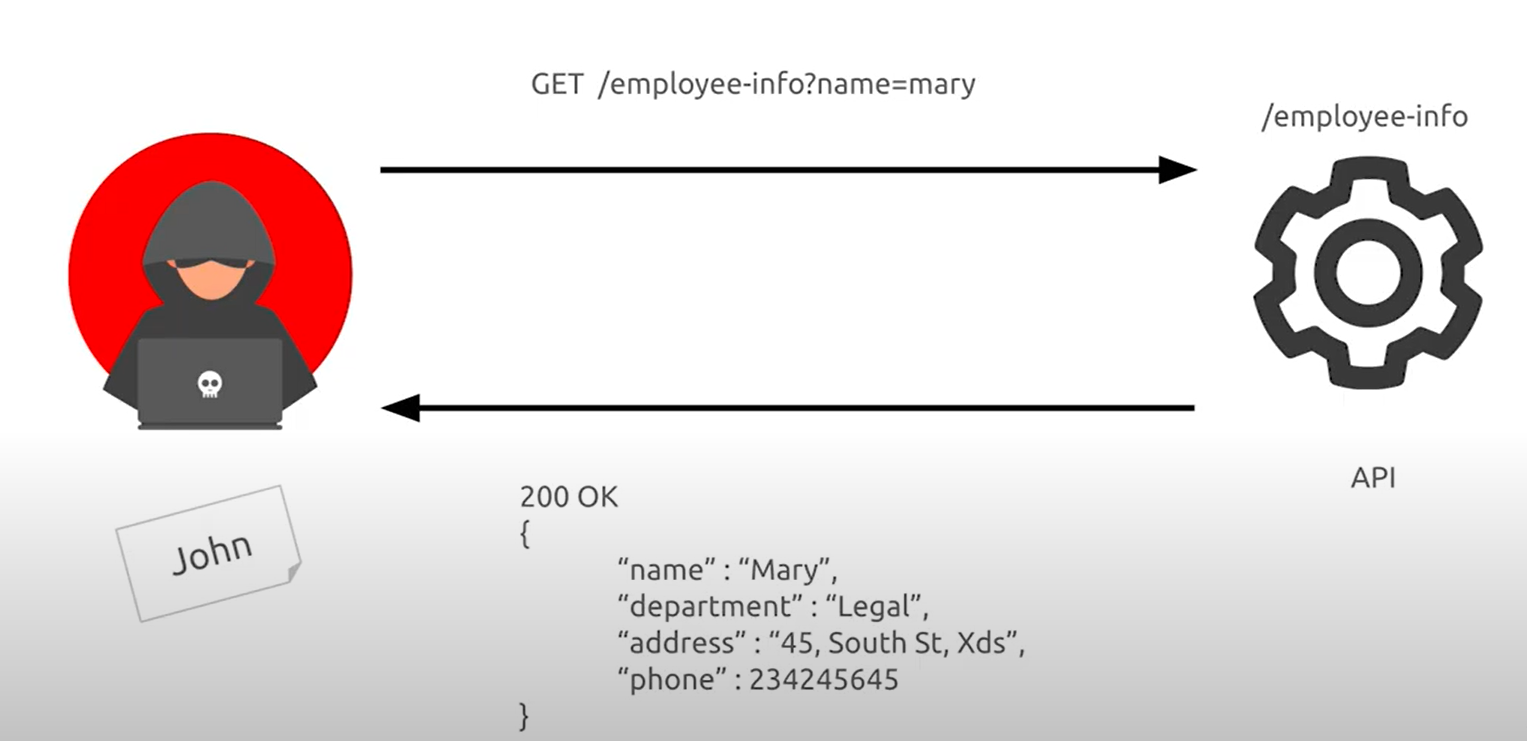 GET /employee-info?name=mary
/employee-info
John
API
200 OK
{
“name” : “Mary”,
“department” : “Legal”,
“address” : “45, South St, Xds”,
“phone” : 234245645
}